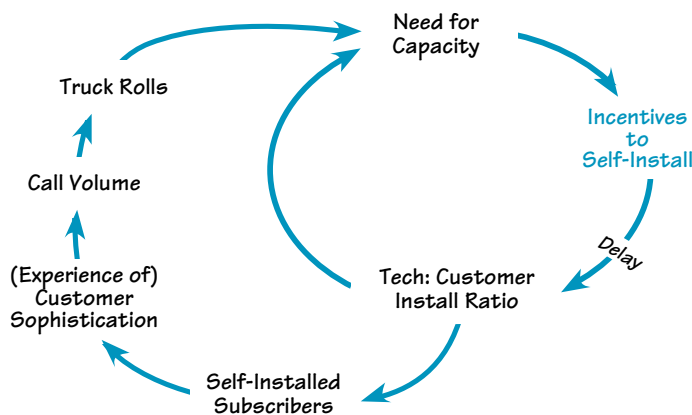 Need for
Capacity
Truck Rolls
Incentives
to
Self-Install
Call Volume
Delay
(Experience of)
Customer
Sophistication
Tech: Customer
Install Ratio
Self-Installed
Subscribers